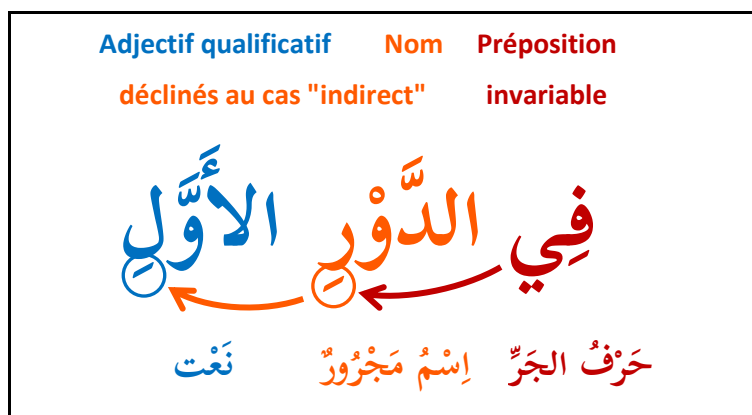 Adjectif qualificatif Nom Préposition
déclinés au cas "indirect" invariable
فِي الدَّوْرِ الأَوَّلِ
حَرْفُ الجَرِّ اِسْمُ مَجْرُورٌ نَعْت